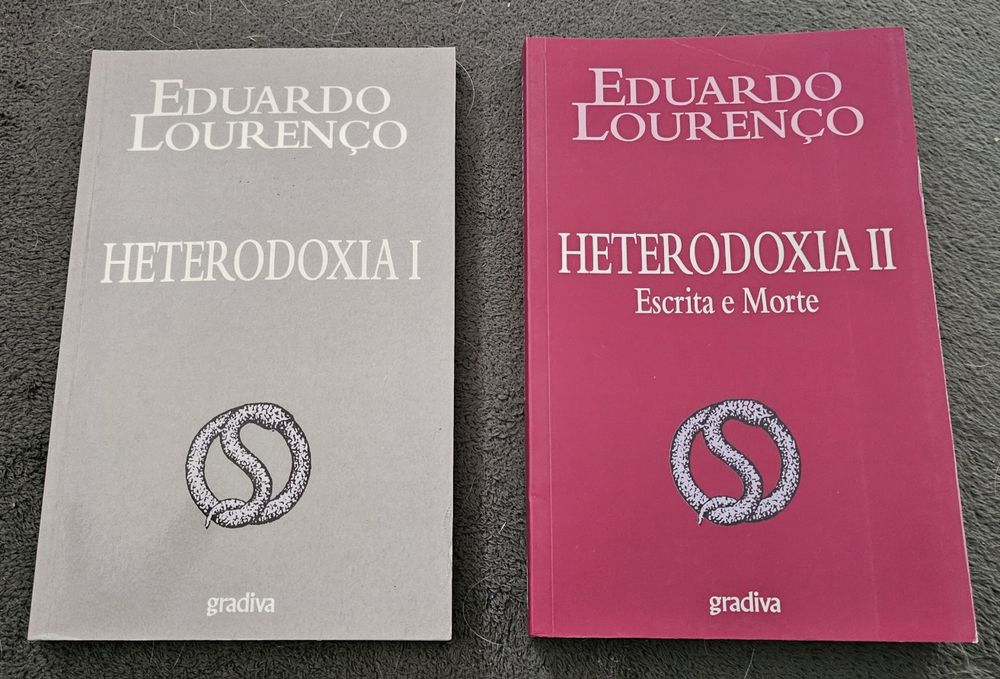 EDUARDO
LOURENÇO
HETERODOXIA I
gradiva
EDUARDO
LOURENÇO
HETERODOXIA II
Escrita e Morte
gradiva